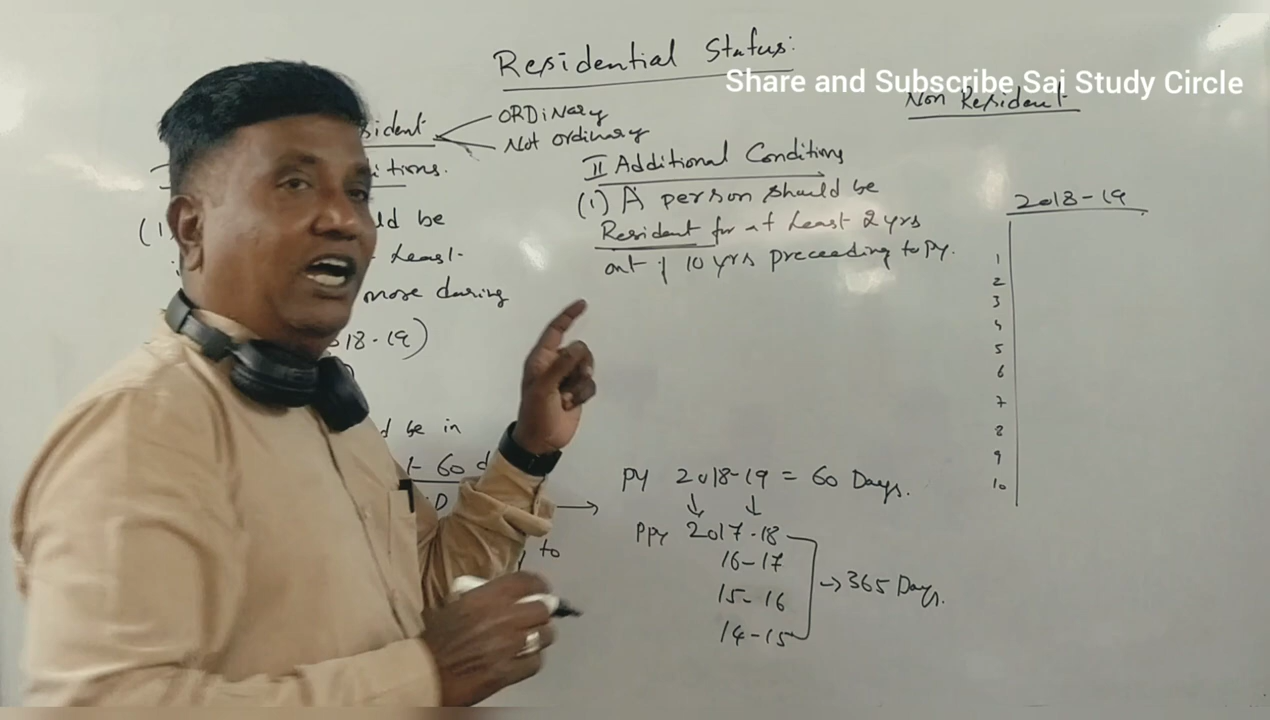 Residential Status:
Share and Subscribe Sai Study Circle
Non Resident
sident
ORDiNARY
Not ordinary
itions.
II Additional Conditions
(1)
ld be
Least
more during
18-19)
(1) A person should be
Resident for at Least 2 yrs
out of 10 yrs preceeding to PY.
2018-19
1
2
3
4
5
6
7
8
9
10
d be in
60 d
to
PY 2018-19 = 60 Days.
PPY 2017-18
16-17
15-16
14-15
→ 365 Days.